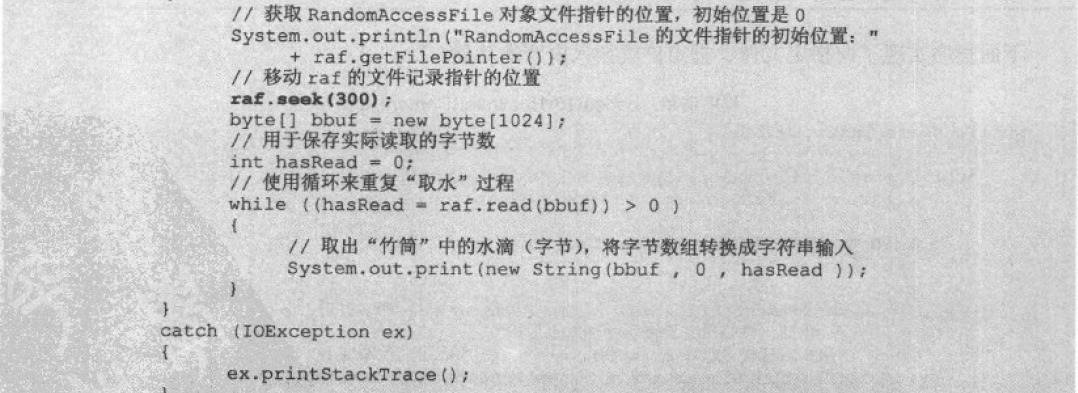 // 获取 RandomAccessFile 对象文件指针的位置，初始位置是 0
System.out.println("RandomAccessFile 的文件指针的初始位置："
+ raf.getFilePointer());
// 移动 raf 的文件记录指针的位置
raf.seek(300);
byte[] bbuf = new byte[1024];
// 用于保存实际读取的字节数
int hasRead = 0;
// 使用循环来重复“取水”过程
while ((hasRead = raf.read(bbuf)) > 0 )
{
// 取出“竹筒”中的水滴（字节），将字节数组转换成字符串输入
System.out.print(new String(bbuf , 0 , hasRead ));
}
}
catch (IOException ex)
{
ex.printStackTrace();
}